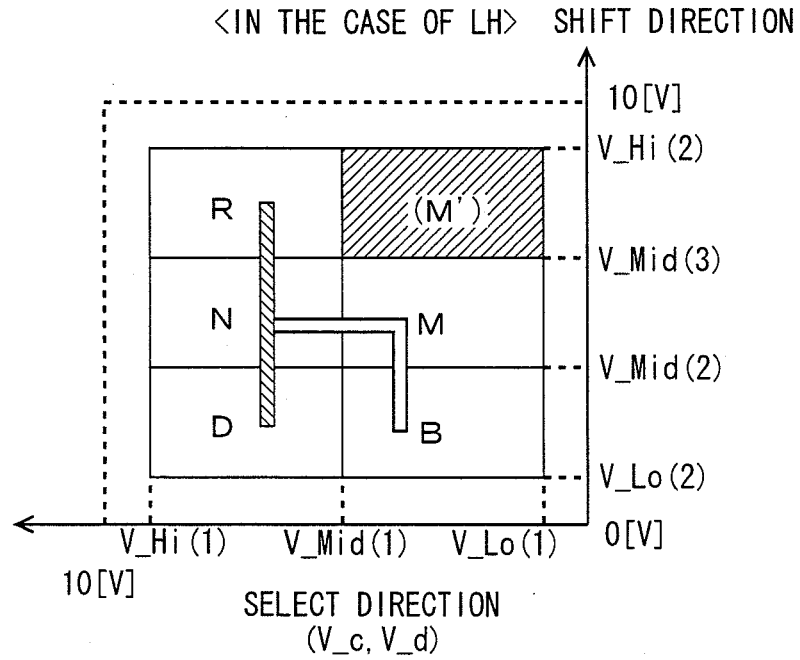 <IN THE CASE OF LH> SHIFT DIRECTION
10[V]
V_Hi(2)
R (M')
V_Mid(3)
N M
V_Mid(2)
D B
V_Lo(2)
V_Hi(1) V_Mid(1) V_Lo(1) 0[V]
10[V]
SELECT DIRECTION
(V_c, V_d)